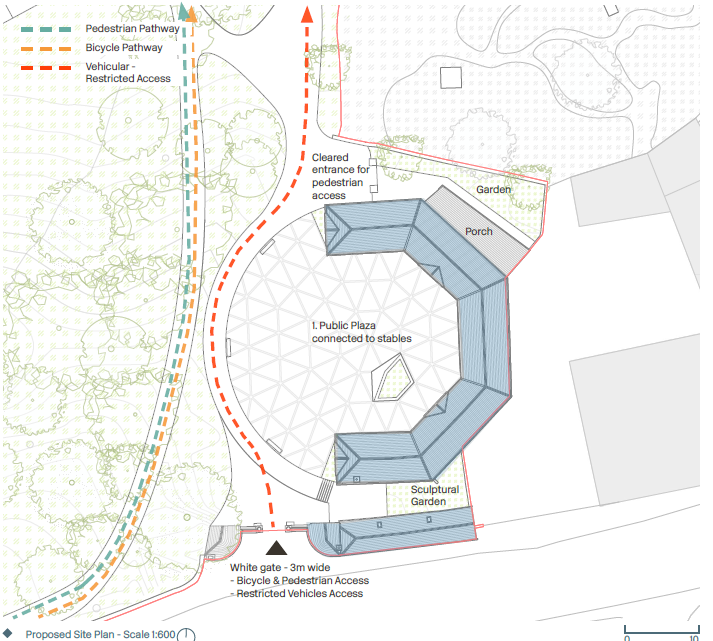 Pedestrian Pathway
Bicycle Pathway
Vehicular -
Restricted Access
Cleared
entrance for
pedestrian
access
Garden
Porch
1. Public Plaza
connected to stables
Sculptural
Garden
White gate - 3m wide
- Bicycle & Pedestrian Access
- Restricted Vehicles Access
Proposed Site Plan - Scale 1:600
0
10